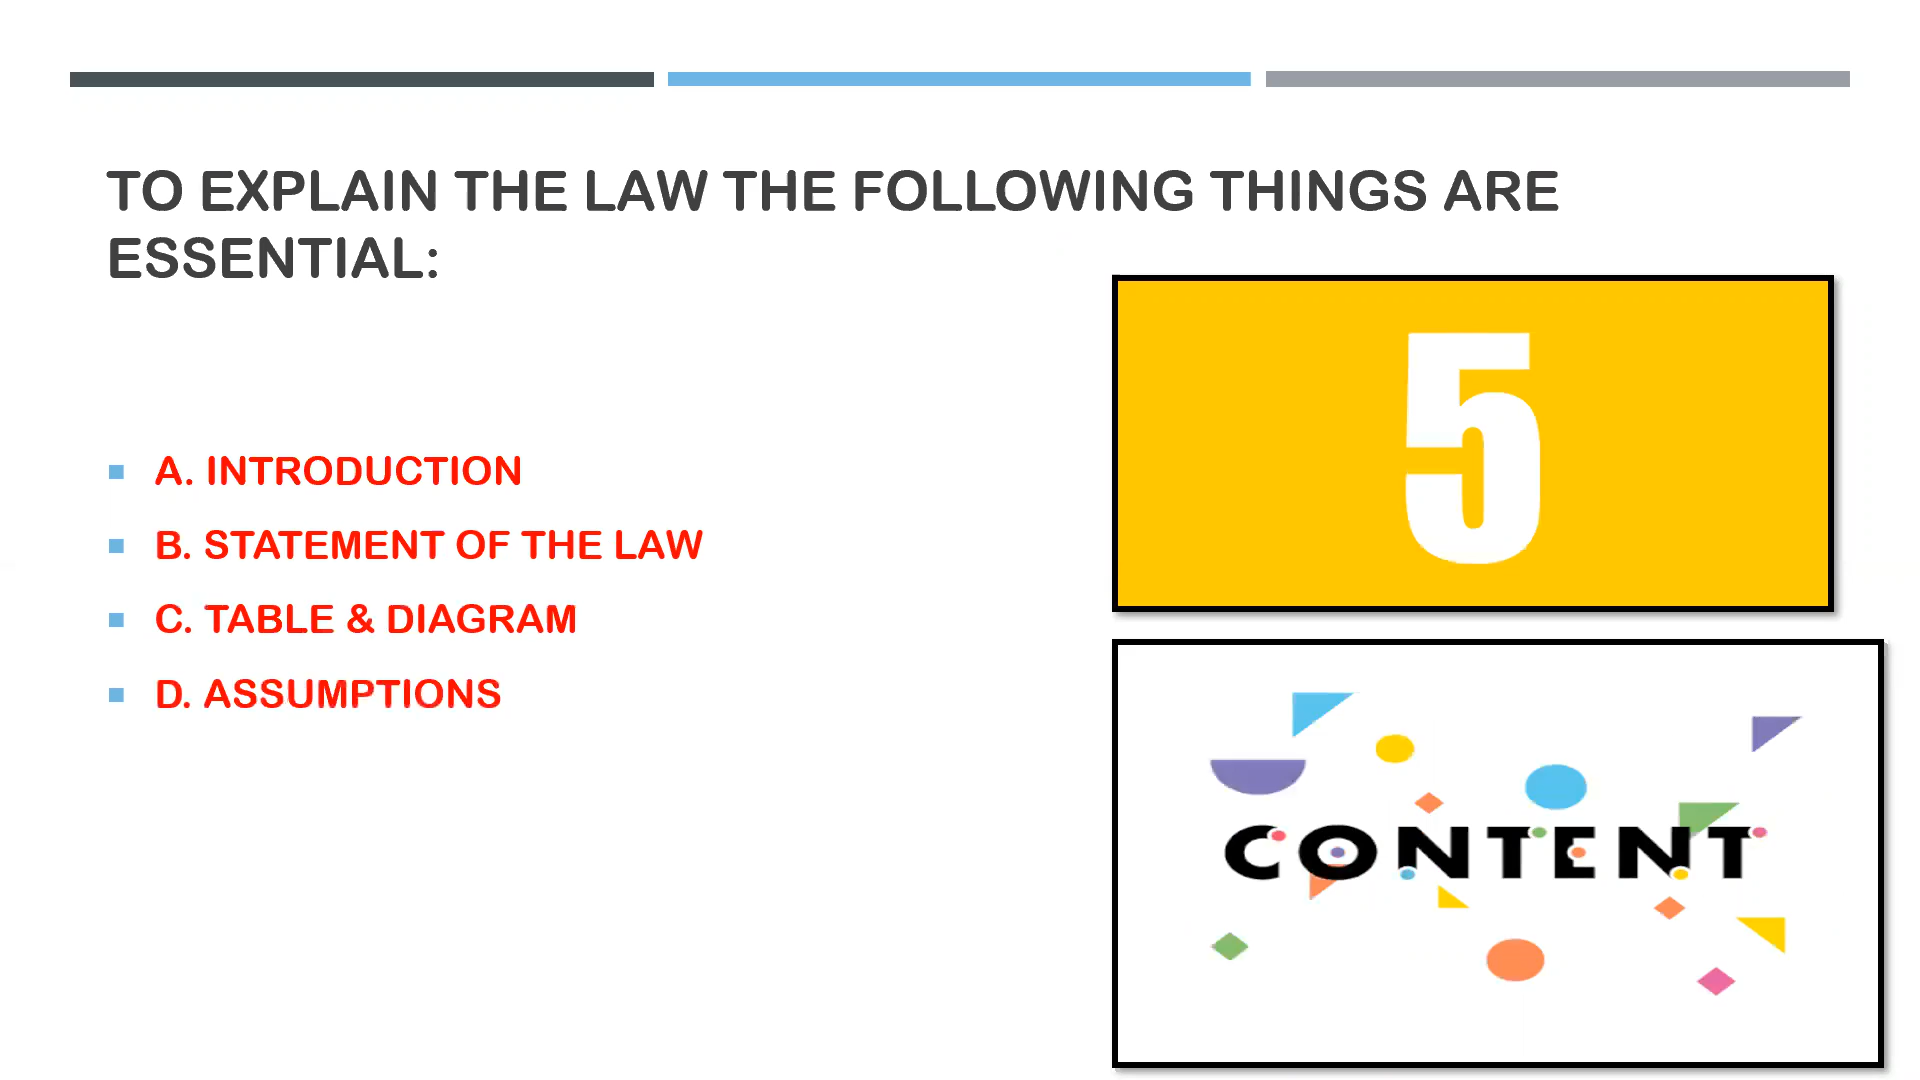 TO EXPLAIN THE LAW THE FOLLOWING THINGS ARE
ESSENTIAL:
A. INTRODUCTION
B. STATEMENT OF THE LAW
C. TABLE & DIAGRAM
D. ASSUMPTIONS
5
CONTENT